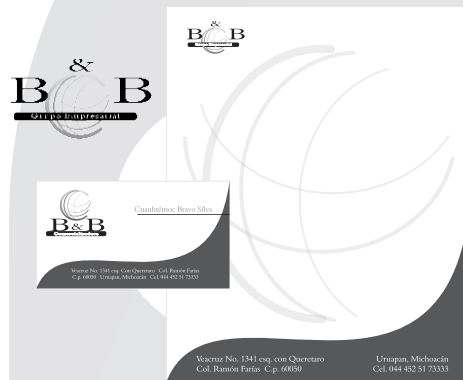 &
B B
&
B B
Grupo Empresarial
B&B
Cuauhtémoc Bravo Silva
Veacruz No. 1341 esq. Con Queretaro Col. Ramón Farías
C.p. 60050 Uruapan, Michoacán Cel. 044 452 51 73333
Veacruz No. 1341 esq. con Queretaro
Col. Ramón Farías C.p. 60050
Uruapan, Michoacán
Cel. 044 452 51 73333